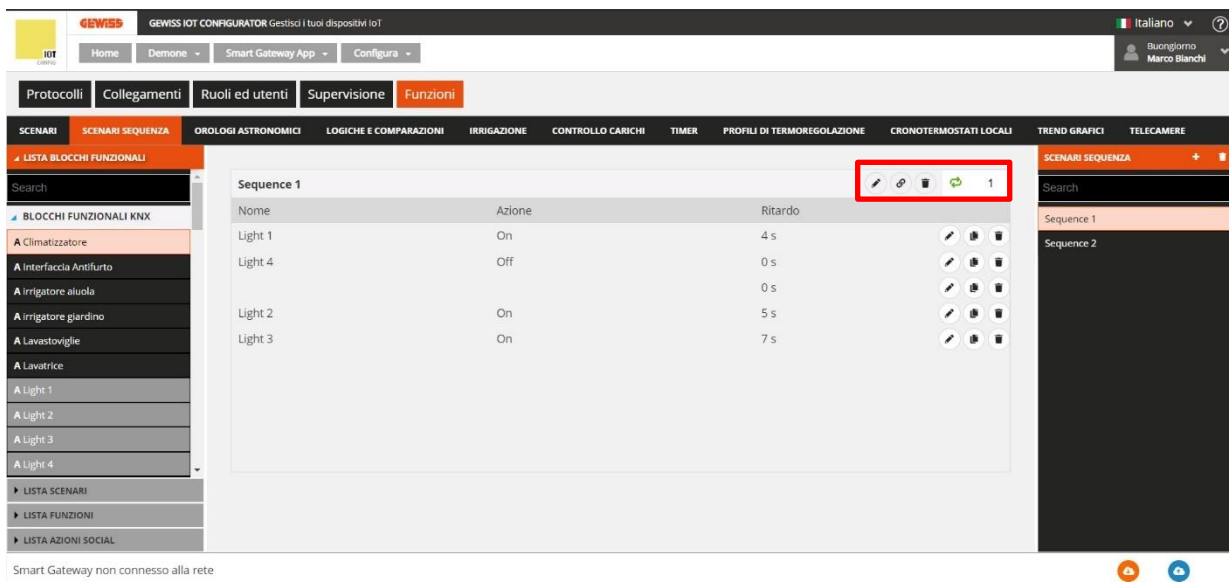 GEWISS GEWISS IOT CONFIGURATOR Gestisci i tuoi dispositivi IoT Italiano
IOT
CONFIG
Home Demone Smart Gateway App Configura
Buongiorno
Marco Bianchi
Protocolli Collegamenti Ruoli ed utenti Supervisione Funzioni
SCENARI SCENARI SEQUENZA OROLOGI ASTRONOMICI LOGICHE E COMPARAZIONI IRRIGAZIONE CONTROLLO CARICHI TIMER PROFILI DI TERMOREGOLAZIONE CRONOTERMOSTATI LOCALI TREND GRAFICI TELECAMERE
LISTA BLOCCHI FUNZIONALI
Search
BLOCCHI FUNZIONALI KNX
A Climatizzatore
A Interfaccia Antifurto
A irrigatore aiuola
A irrigatore giardino
A Lavastoviglie
A Lavatrice
A Light 1
A Light 2
A Light 3
A Light 4
LISTA SCENARI
LISTA FUNZIONI
LISTA AZIONI SOCIAL
Sequence 1 1
Nome Azione Ritardo
Light 1 On 4 s
Light 4 Off 0 s
0 s
Light 2 On 5 s
Light 3 On 7 s
SCENARI SEQUENZA +
Search
Sequence 1
Sequence 2
Smart Gateway non connesso alla rete